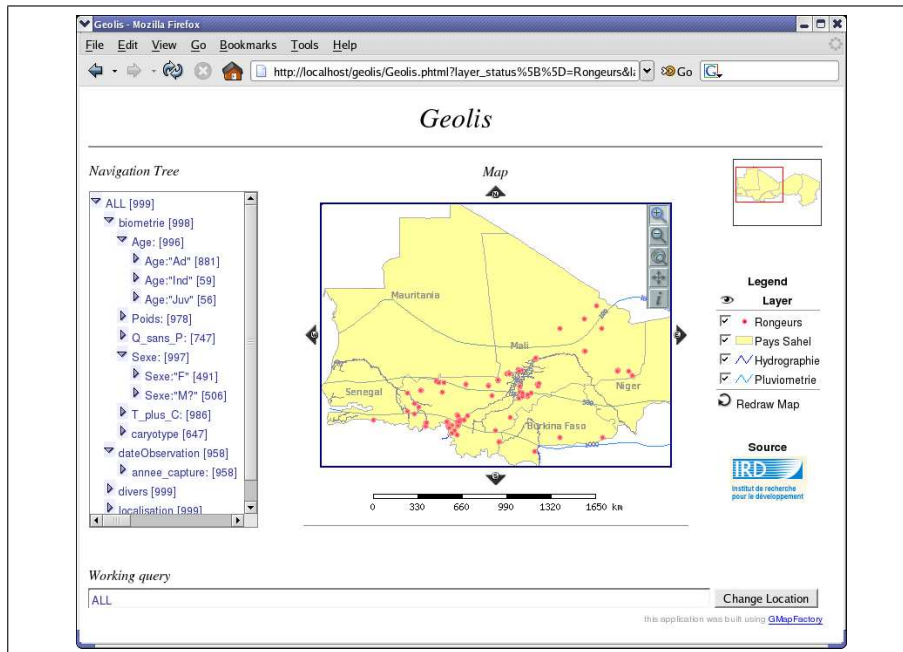 Geolis - Mozilla Firefox
File Edit View Go Bookmarks Tools Help
http://localhost/geolis/Geolis.phtml?layer_status%5B%5D=Rongeurs&la
Go
Geolis
Navigation Tree
ALL [999]
biometrie [998]
Age: [996]
Age:"Ad" [881]
Age:"Ind" [59]
Age:"Juv" [56]
Poids: [978]
Q_sans_P: [747]
Sexe: [997]
Sexe:"F" [491]
Sexe:"M?" [506]
T_plus_C: [986]
caryotype [647]
dateObservation [958]
annee_capture: [958]
divers [999]
localisation [999]
Map
N
Mauritania
Mali
Niger
Senegal
Burkina Faso
100
500
1000
0 330 660 990 1320 1650 km
Legend
Layer
Rongeurs
Pays Sahel
Hydrographie
Pluviometrie
Redraw Map
Source
IRD
Institut de recherche
pour le développement
Working query
ALL
Change Location
this application was built using GMapFactory